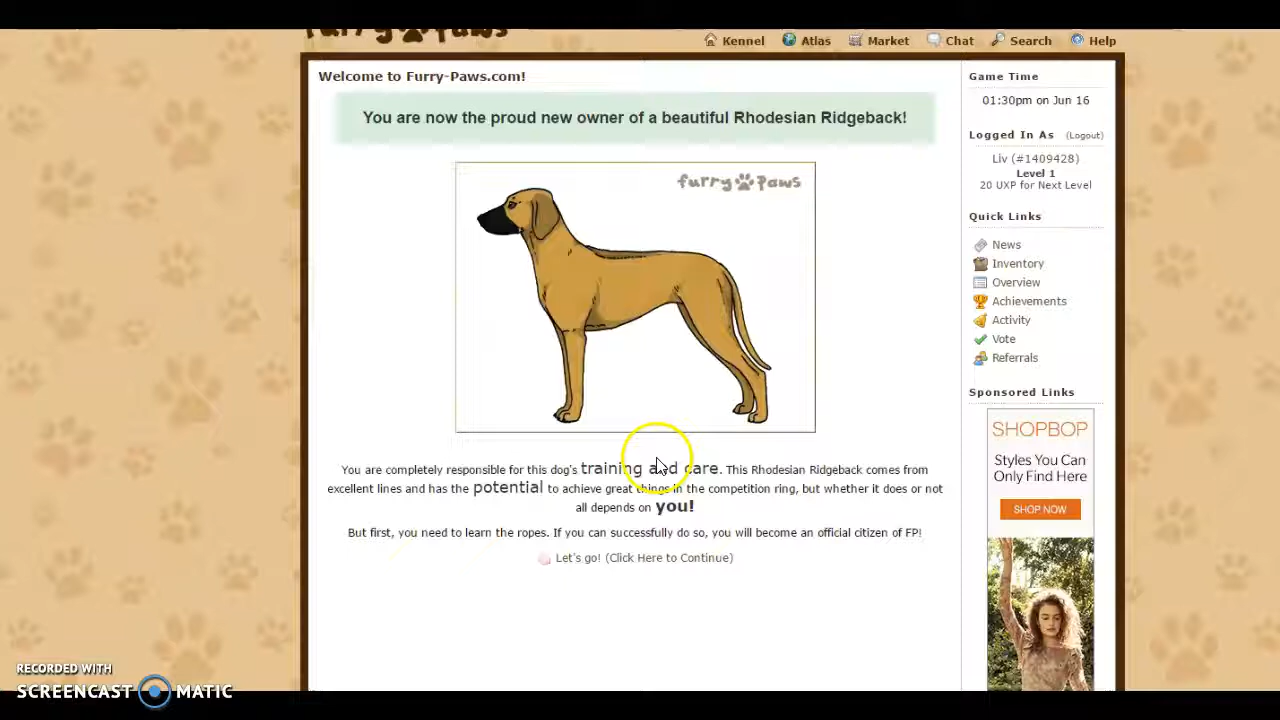 furry Paws
Kennel Atlas Market Chat Search Help
Welcome to Furry-Paws.com!
You are now the proud new owner of a beautiful Rhodesian Ridgeback!
furry Paws
You are completely responsible for this dog's training and care. This Rhodesian Ridgeback comes from
excellent lines and has the potential to achieve great things in the competition ring, but whether it does or not
all depends on you!
But first, you need to learn the ropes. If you can successfully do so, you will become an official citizen of FP!
Let's go! (Click Here to Continue)
Game Time
01:30pm on Jun 16
Logged In As (Logout)
Liv (#1409428)
Level 1
20 UXP for Next Level
Quick Links
News
Inventory
Overview
Achievements
Activity
Vote
Referrals
Sponsored Links
SHOPBOP
Styles You Can
Only Find Here
SHOP NOW
RECORDED WITH
SCREENCAST MATIC